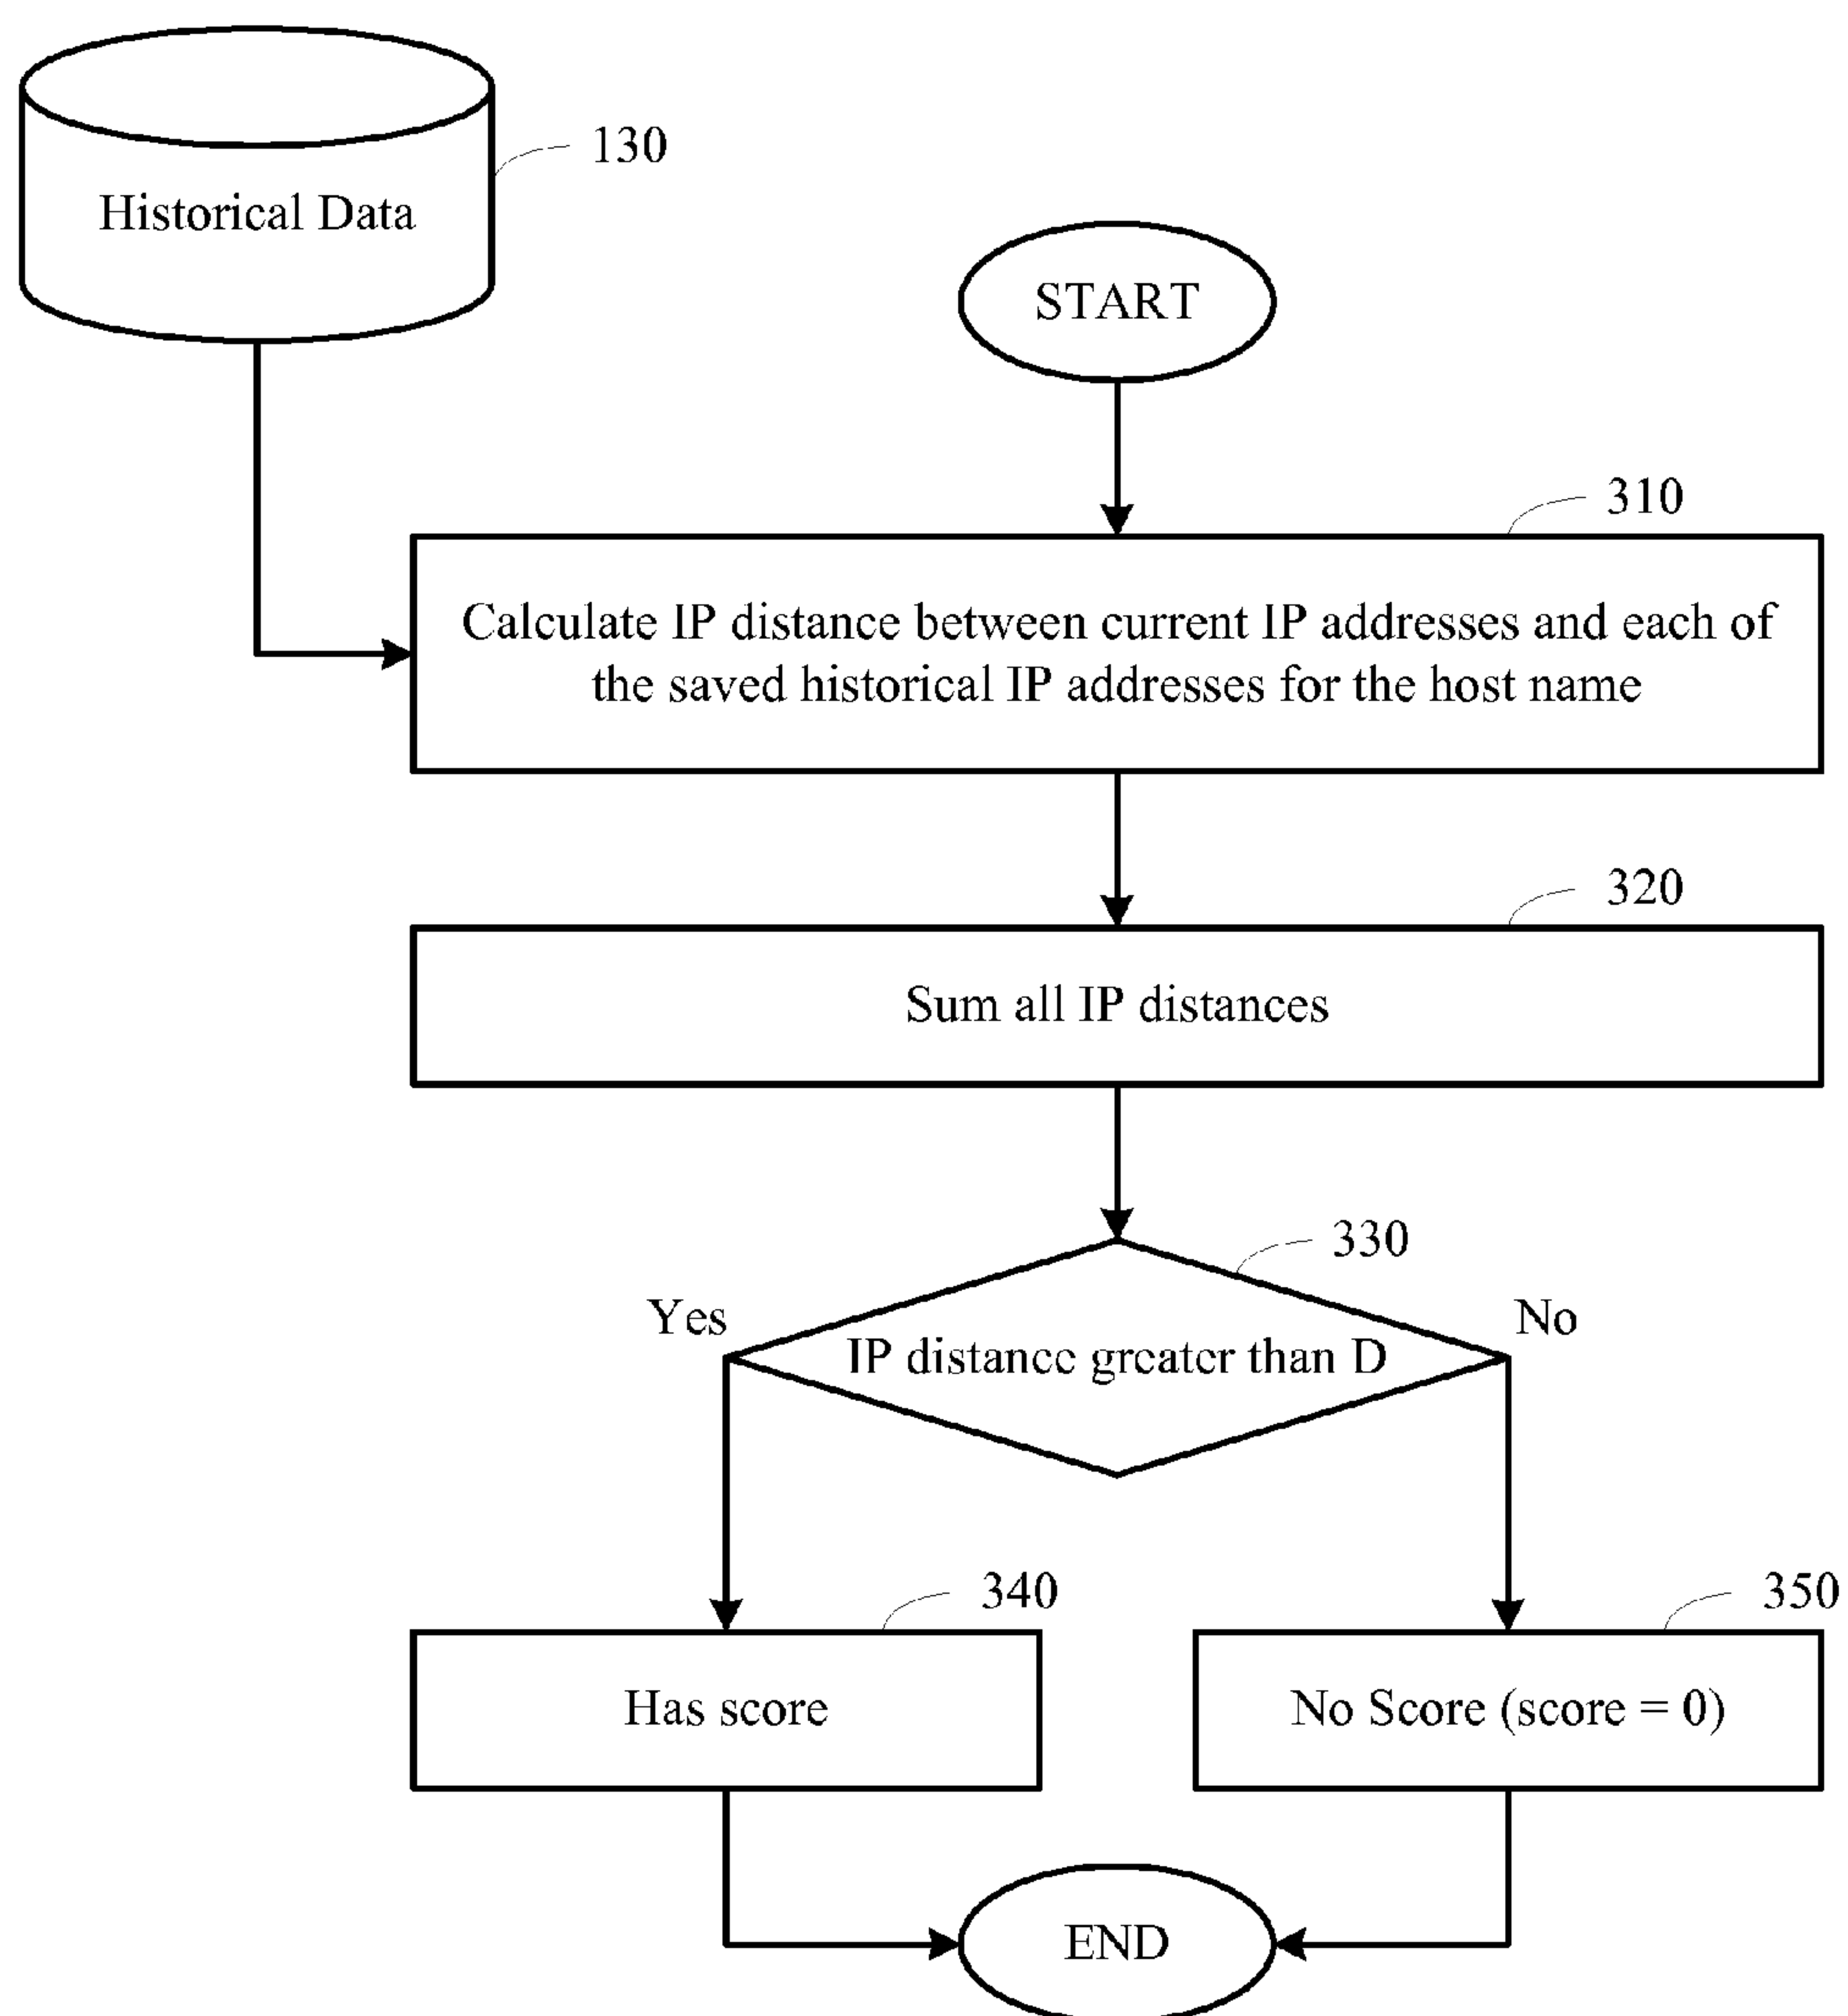 130
Historical Data
START
310
Calculate IP distance between current IP addresses and each of
the saved historical IP addresses for the host name
320
Sum all IP distances
330
Yes
No
IP distance greater than D
340
350
Has score
No Score (score = 0)
END